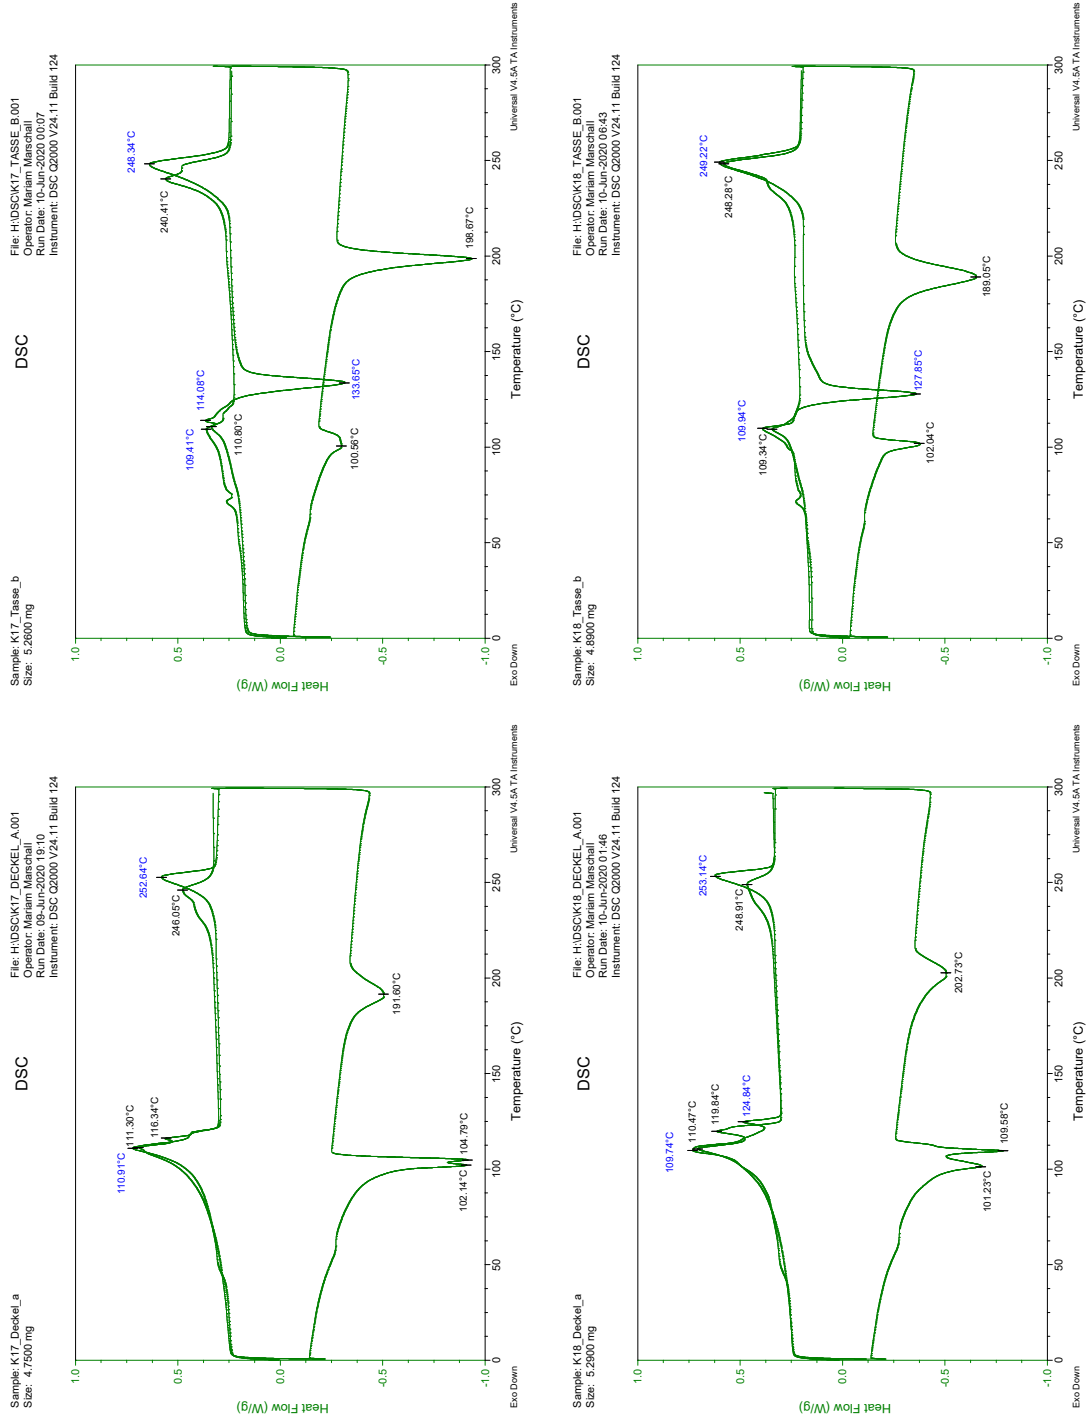 Sample: K17_Deckel_a
Size: 4.7500 mg
DSC
File: H:\DSC\K17_DECKEL_A.001
Operator: Mariam Marschall
Run Date: 09-Jun-2020 19:10
Instrument: DSC Q2000 V24.11 Build 124
110.91°C
111.30°C
116.34°C
252.64°C
246.05°C
191.60°C
102.14°C
104.79°C
1.0
0.5
0.0
-0.5
-1.0
Heat Flow (W/g)
0
50
100
150
200
250
300
Exo Down
Temperature (°C)
Universal V4.5A TA Instruments
Sample: K17_Tasse_b
Size: 5.2600 mg
DSC
File: H:\DSC\K17_TASSE_B.001
Operator: Mariam Marschall
Run Date: 10-Jun-2020 00:07
Instrument: DSC Q2000 V24.11 Build 124
109.41°C
114.08°C
110.80°C
248.34°C
240.41°C
133.65°C
100.56°C
198.67°C
1.0
0.5
0.0
-0.5
-1.0
Heat Flow (W/g)
0
50
100
150
200
250
300
Exo Down
Temperature (°C)
Universal V4.5A TA Instruments
Sample: K18_Deckel_a
Size: 5.2900 mg
DSC
File: H:\DSC\K18_DECKEL_A.001
Operator: Mariam Marschall
Run Date: 10-Jun-2020 01:46
Instrument: DSC Q2000 V24.11 Build 124
109.74°C
110.47°C
119.84°C
124.84°C
253.14°C
248.91°C
202.73°C
101.23°C
109.58°C
1.0
0.5
0.0
-0.5
-1.0
Heat Flow (W/g)
0
50
100
150
200
250
300
Exo Down
Temperature (°C)
Universal V4.5A TA Instruments
Sample: K18_Tasse_b
Size: 4.8900 mg
DSC
File: H:\DSC\K18_TASSE_B.001
Operator: Mariam Marschall
Run Date: 10-Jun-2020 06:43
Instrument: DSC Q2000 V24.11 Build 124
109.34°C
109.94°C
249.22°C
248.28°C
127.85°C
102.04°C
189.05°C
1.0
0.5
0.0
-0.5
-1.0
Heat Flow (W/g)
0
50
100
150
200
250
300
Exo Down
Temperature (°C)
Universal V4.5A TA Instruments